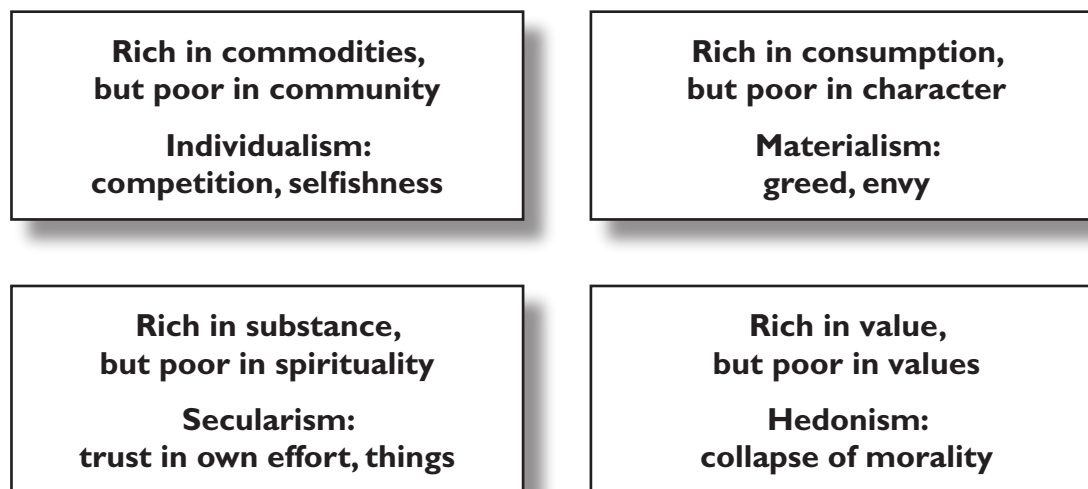 Rich in commodities,
but poor in community
Individualism:
competition, selfishness
Rich in consumption,
but poor in character
Materialism:
greed, envy
Rich in substance,
but poor in spirituality
Secularism:
trust in own effort, things
Rich in value,
but poor in values
Hedonism:
collapse of morality